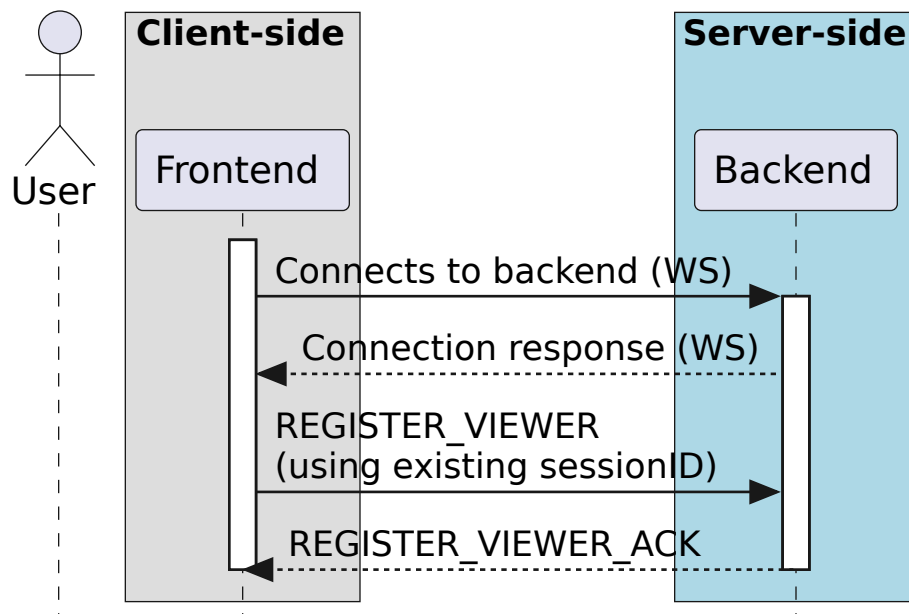 Client-side
Server-side
Frontend
Backend
User
Connects to backend (WS)
Connection response (WS)
REGISTER_VIEWER
(using existing sessionID)
REGISTER_VIEWER_ACK